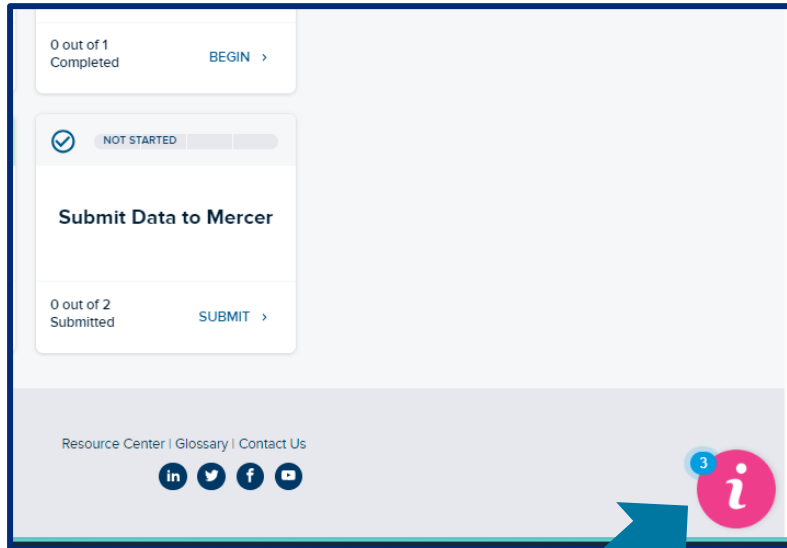 0 out of 1
Completed
BEGIN >
NOT STARTED
Submit Data to Mercer
0 out of 2
Submitted
SUBMIT >
Resource Center | Glossary | Contact Us
in f
3
i